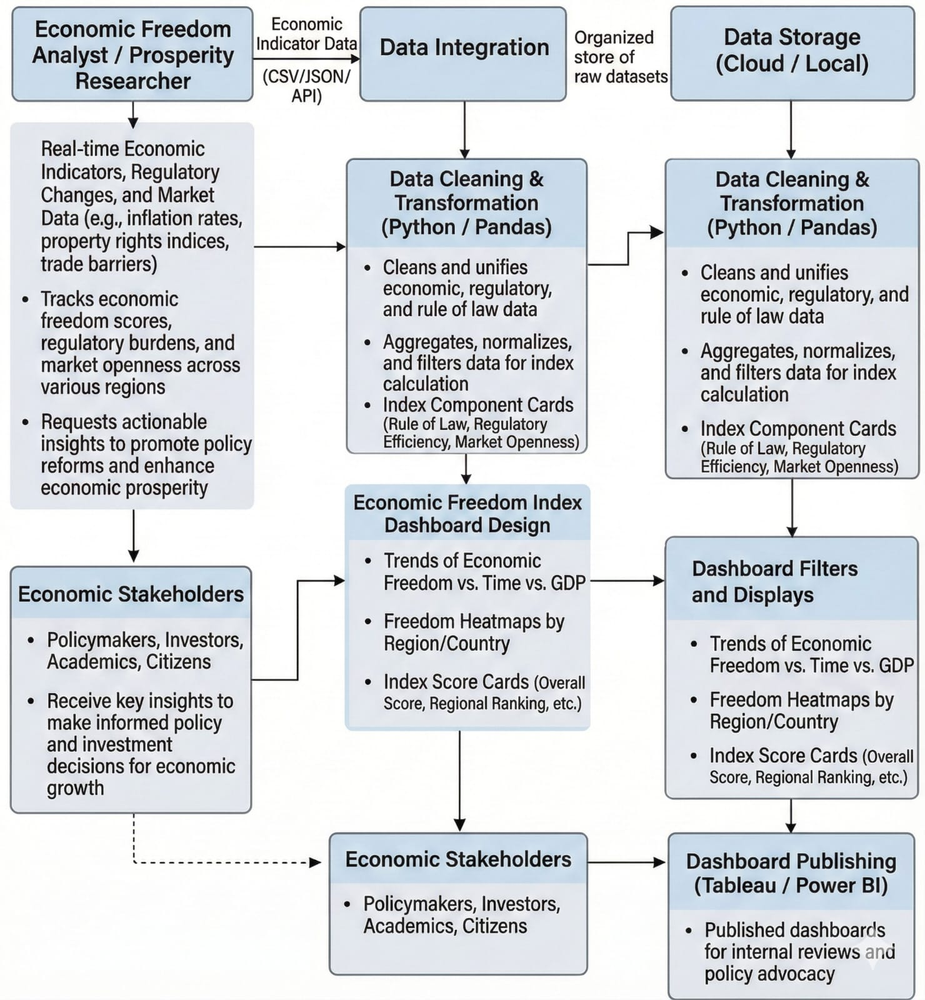 Economic Freedom
Analyst / Prosperity
Researcher
Economic
Indicator Data
(CSV/JSON/
API)
Data Integration
Organized
store of
raw datasets
Data Storage
(Cloud / Local)
Real-time Economic
Indicators, Regulatory
Changes, and Market
Data (e.g., inflation rates,
property rights indices,
trade barriers)
• Tracks economic
freedom scores,
regulatory burdens, and
market openness across
various regions
• Requests actionable
insights to promote policy
reforms and enhance
economic prosperity
Data Cleaning &
Transformation
(Python / Pandas)
• Cleans and unifies
economic, regulatory,
and rule of law data
• Aggregates, normalizes,
and filters data for index
calculation
• Index Component Cards
(Rule of Law, Regulatory
Efficiency, Market Openness)
Data Cleaning &
Transformation
(Python / Pandas)
• Cleans and unifies
economic, regulatory, and
rule of law data
• Aggregates, normalizes,
and filters data for index
calculation
• Index Component Cards
(Rule of Law, Regulatory
Efficiency, Market Openness)
Economic Stakeholders
• Policymakers, Investors,
Academics, Citizens
• Receive key insights to
make informed policy
and investment
decisions for economic
growth
Economic Freedom Index
Dashboard Design
• Trends of Economic
Freedom vs. Time vs. GDP
• Freedom Heatmaps by
Region/Country
• Index Score Cards (Overall
Score, Regional Ranking, etc.)
Dashboard Filters
and Displays
• Trends of Economic
Freedom vs. Time vs. GDP
• Freedom Heatmaps by
Region/Country
• Index Score Cards (Overall
Score, Regional Ranking, etc.)
Economic Stakeholders
• Policymakers, Investors,
Academics, Citizens
Dashboard Publishing
(Tableau / Power BI)
• Published dashboards
for internal reviews and
policy advocacy